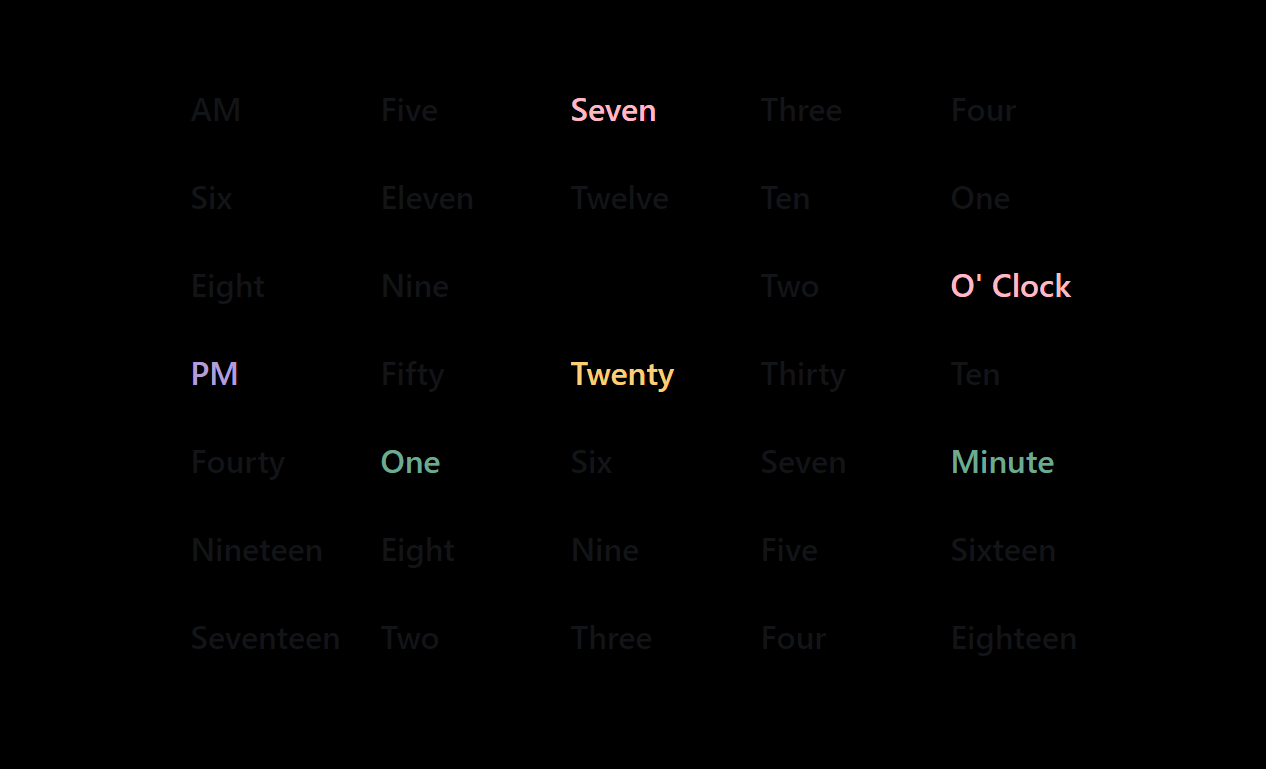 AM Five Seven Three Four
Six Eleven Twelve Ten One
Eight Nine Two O' Clock
PM Fifty Twenty Thirty Ten
Fourty One Six Seven Minute
Nineteen Eight Nine Five Sixteen
Seventeen Two Three Four Eighteen